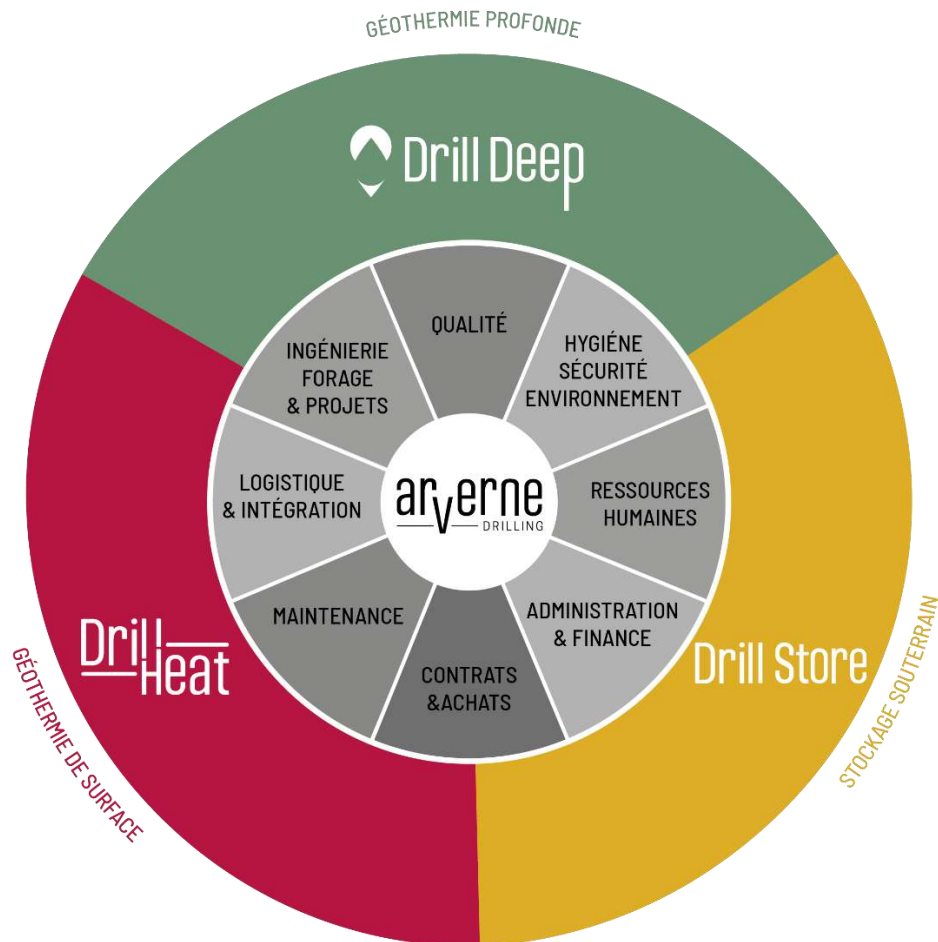 GÉOTHERMIE PROFONDE
Drill Deep
QUALITÉ
HYGIÉNE
SÉCURITÉ
ENVIRONNEMENT
RESSOURCES
HUMAINES
ADMINISTRATION
& FINANCE
CONTRATS
&ACHATS
MAINTENANCE
LOGISTIQUE
& INTÉGRATION
INGÉNIERIE
FORAGE
& PROJETS
arverne
DRILLING
Drill
Heat
GÉOTHERMIE DE SURFACE
Drill Store
STOCKAGE SOUTERRAIN